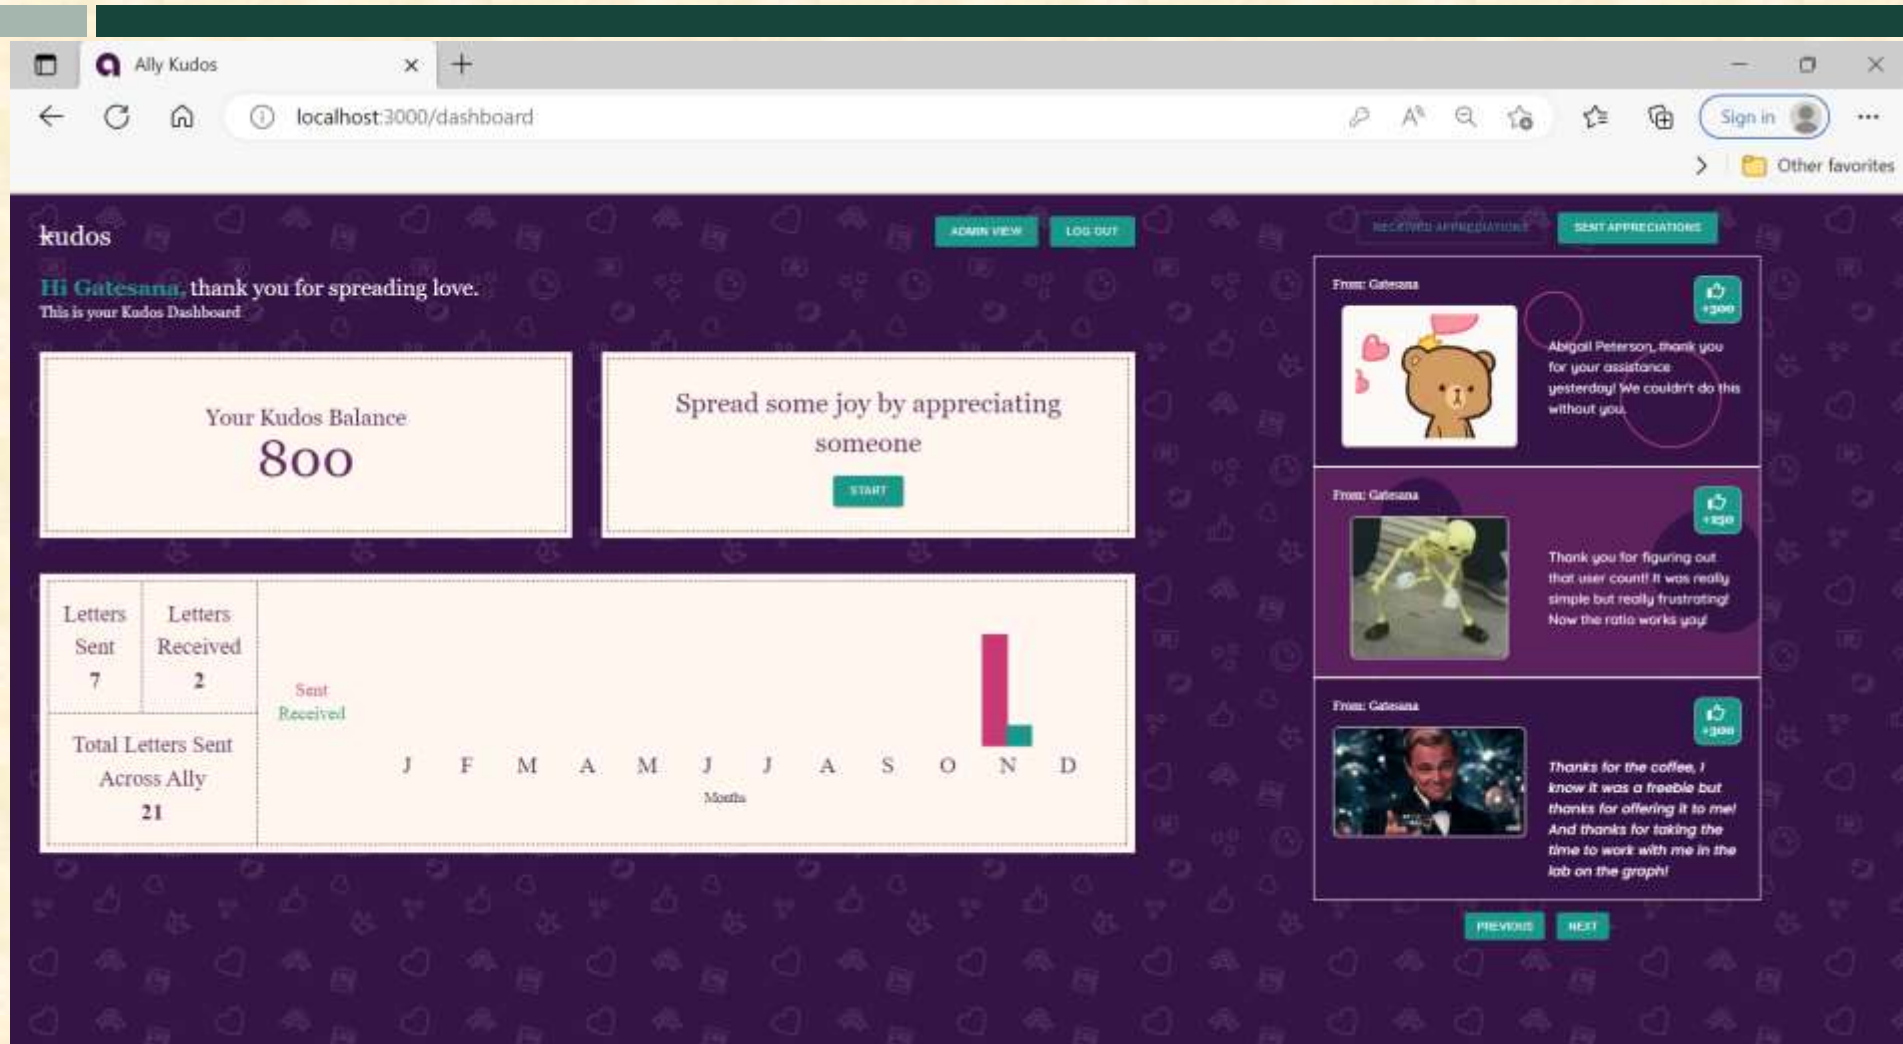 Ally Kudos
localhost:3000/dashboard
Sign in
Other favorites
kudos
ADMIN VIEW
LOG OUT
Hi Gatesana, thank you for spreading love.
This is your Kudos Dashboard
Your Kudos Balance
800
Spread some joy by appreciating
someone
START
Letters
Sent
7
Letters
Received
2
Total Letters Sent
Across Ally
21
Sent
Received
J F M A M J J A S O N D
Months
RECEIVED APPRECIATIONS
SENT APPRECIATIONS
From: Gatesana
+300
Abigail Peterson, thank you
for your assistance
yesterday! We couldn't do this
without you.
From: Gatesana
+250
Thank you for figuring out
that user count! It was really
simple but really frustrating!
Now the ratio works yay!
From: Gatesana
+300
Thanks for the coffee, I
know it was a freebie but
thanks for offering it to me!
And thanks for taking the
time to work with me in the
lab on the graph!
PREVIOUS
NEXT